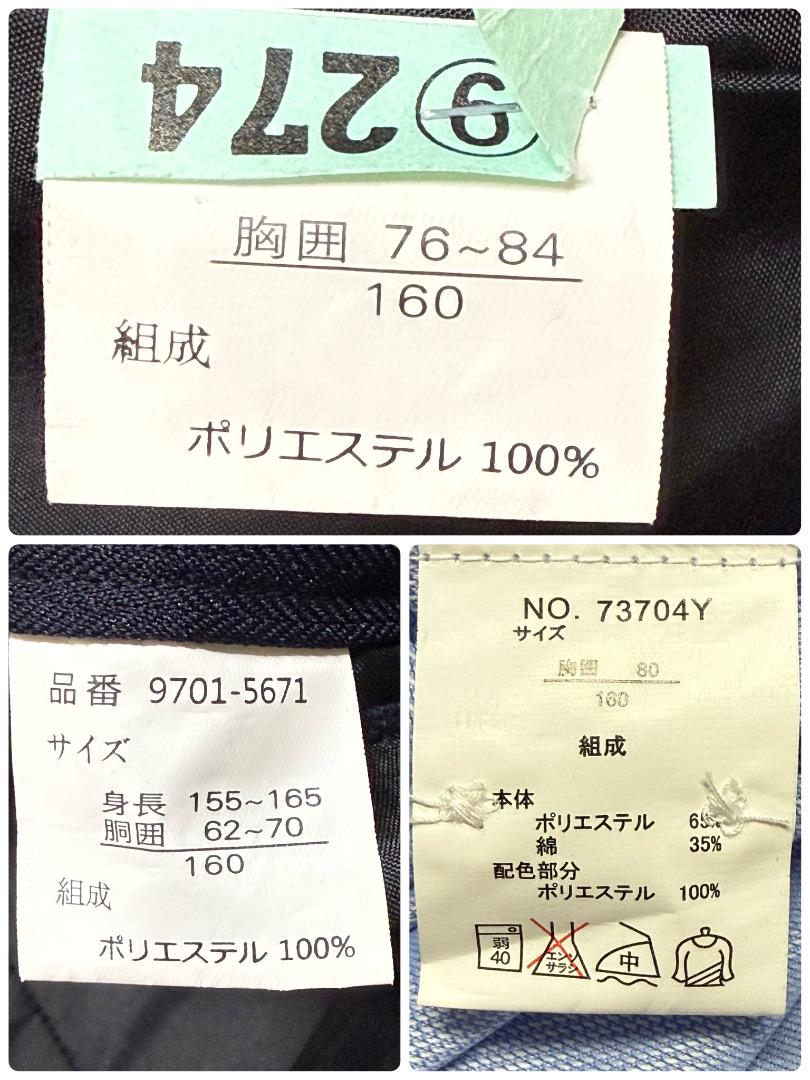 ⑨274
胸囲 76~84
160
組成
ポリエステル 100%
品番 9701-5671
サイズ
身長 155~165
胴囲 62~70
160
組成
ポリエステル 100%
NO. 73704Y
サイズ
胸囲 80
160
組成
本体
ポリエステル 65%
綿 35%
配色部分
ポリエステル 100%
弱
40
エンソ
サラシ
中